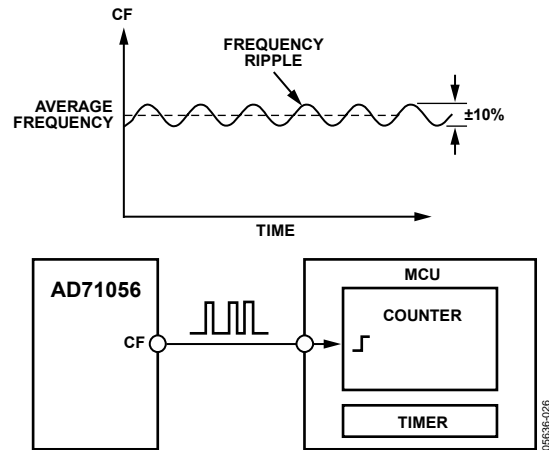 CF
FREQUENCY
RIPPLE
AVERAGE
FREQUENCY
±10%
TIME
AD71056
CF
MCU
COUNTER
TIMER
05636-026